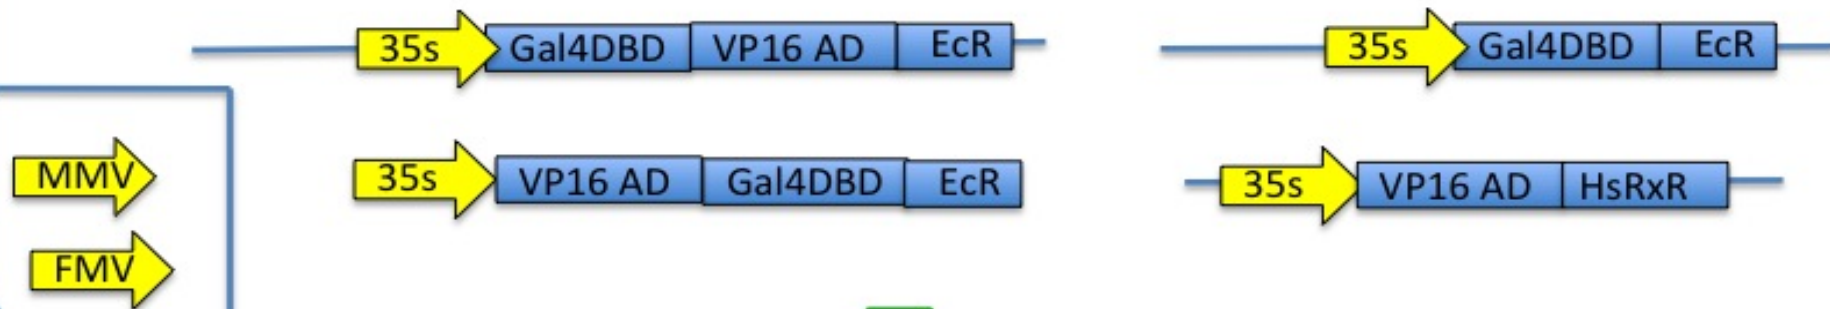 35s Gal4DBD VP16 AD EcR
35s Gal4DBD EcR
MMV
35s VP16 AD Gal4DBD EcR
35s VP16 AD HsRxR
FMV